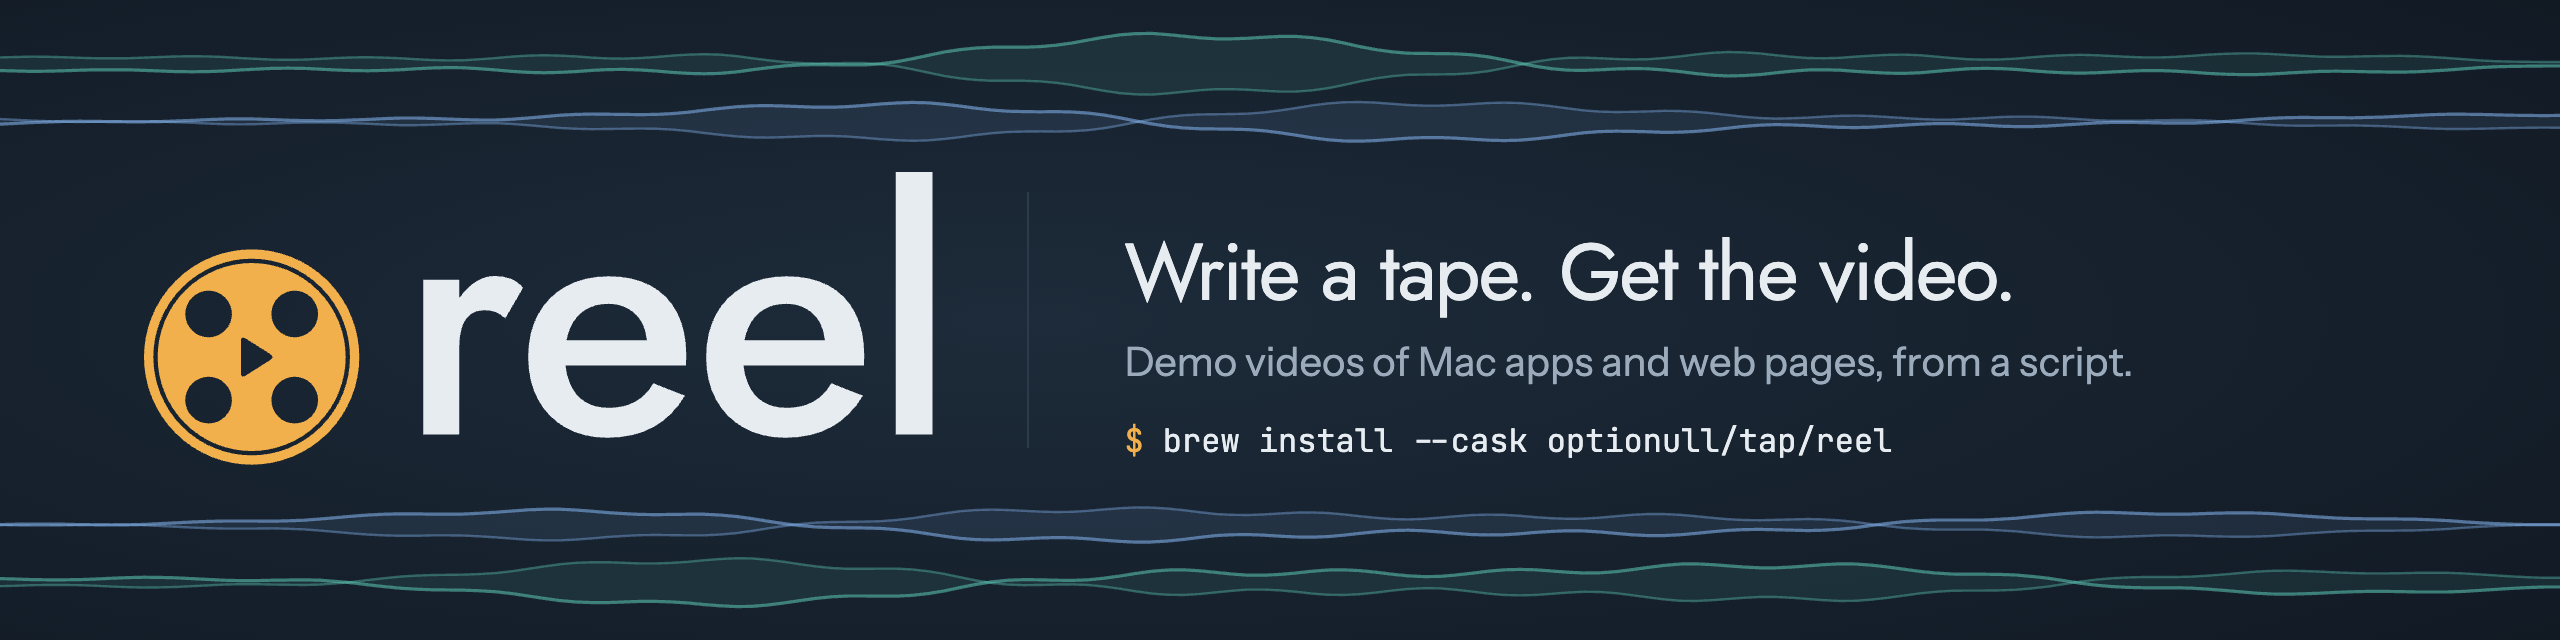 reel
Write a tape. Get the video.
Demo videos of Mac apps and web pages, from a script.
$ brew install --cask optionull/tap/reel